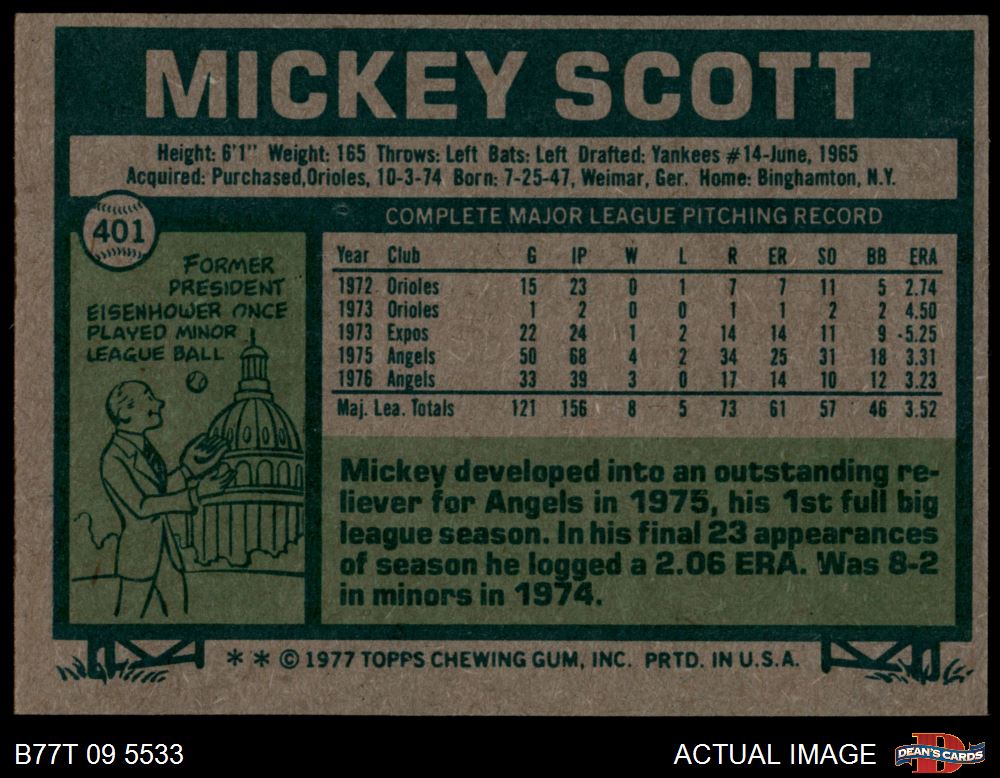 MICKEY SCOTT
Height: 6'1" Weight: 165 Throws: Left Bats: Left Drafted: Yankees #14-June, 1965
Acquired: Purchased,Orioles, 10-3-74 Born: 7-25-47, Weimar, Ger. Home: Binghamton, N.Y.
401
FORMER
PRESIDENT
EISENHOWER ONCE
PLAYED MINOR
LEAGUE BALL
COMPLETE MAJOR LEAGUE PITCHING RECORD
Year Club G IP W L R ER SO BB ERA
1972 Orioles 15 23 0 1 7 7 11 5 2.74
1973 Orioles 1 2 0 0 1 1 2 2 4.50
1973 Expos 22 24 1 2 14 14 11 9 5.25
1975 Angels 50 68 4 2 34 25 31 18 3.31
1976 Angels 33 39 3 0 17 14 10 12 3.23
Maj. Lea. Totals 121 156 8 5 73 61 57 46 3.52
Mickey developed into an outstanding re-
liever for Angels in 1975, his 1st full big
league season. In his final 23 appearances
of season he logged a 2.06 ERA. Was 8-2
in minors in 1974.
* * © 1977 TOPPS CHEWING GUM, INC. PRTD. IN U.S.A.
B77T 09 5533
ACTUAL IMAGE
D
DEAN'S CARDS